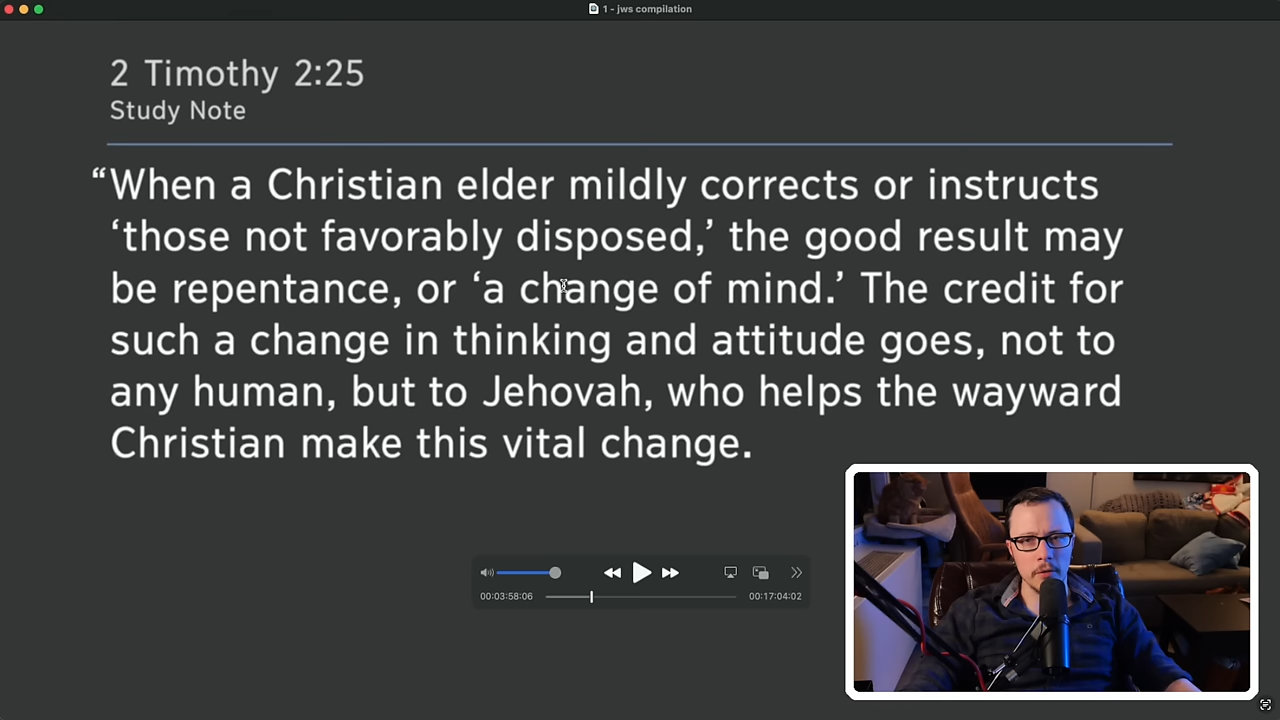 1 - jws compilation
2 Timothy 2:25
Study Note
“When a Christian elder mildly corrects or instructs
‘those not favorably disposed,’ the good result may
be repentance, or ‘a change of mind.’ The credit for
such a change in thinking and attitude goes, not to
any human, but to Jehovah, who helps the wayward
Christian make this vital change.
00:03:58:06
00:17:04:02